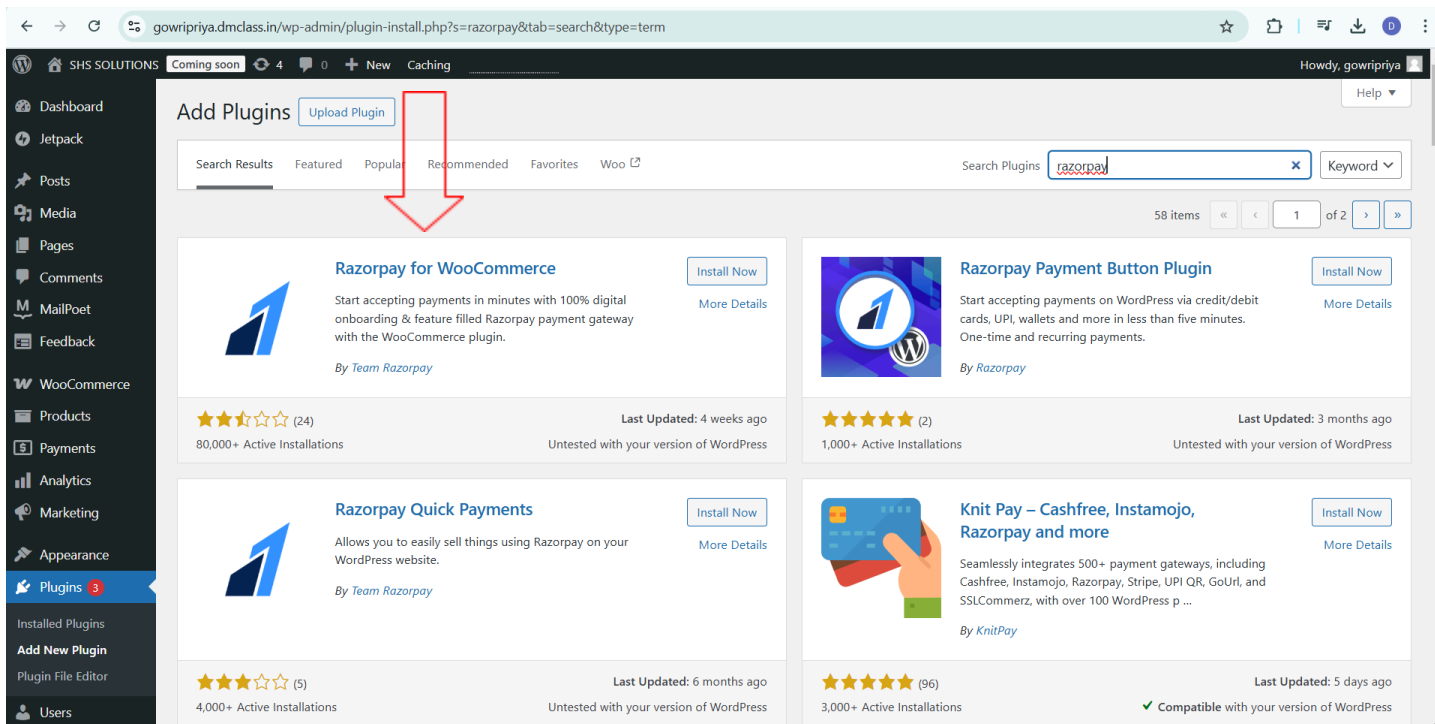 gowripriya.dmclass.in/wp-admin/plugin-install.php?s=razorpay&tab=search&type=term
D
SHS SOLUTIONS Coming soon 4 0 New Caching
Howdy, gowripriya
Dashboard
Jetpack
Posts
Media
Pages
Comments
MailPoet
Feedback
WooCommerce
Products
Payments
Analytics
Marketing
Appearance
Plugins 3
Installed Plugins
Add New Plugin
Plugin File Editor
Users
Help ▼
Add Plugins Upload Plugin
Search Results Featured Popular Recommended Favorites Woo
Search Plugins razorpay × Keyword
58 items « ‹ 1 of 2 › »
Razorpay for WooCommerce
Install Now
More Details
Start accepting payments in minutes with 100% digital
onboarding & feature filled Razorpay payment gateway
with the WooCommerce plugin.
By Team Razorpay
(24)
80,000+ Active Installations
Last Updated: 4 weeks ago
Untested with your version of WordPress
Razorpay Payment Button Plugin
Install Now
More Details
Start accepting payments on WordPress via credit/debit
cards, UPI, wallets and more in less than five minutes.
One-time and recurring payments.
By Razorpay
(2)
1,000+ Active Installations
Last Updated: 3 months ago
Untested with your version of WordPress
Razorpay Quick Payments
Install Now
More Details
Allows you to easily sell things using Razorpay on your
WordPress website.
By Team Razorpay
(5)
4,000+ Active Installations
Last Updated: 6 months ago
Untested with your version of WordPress
Knit Pay – Cashfree, Instamojo,
Razorpay and more
Install Now
More Details
Seamlessly integrates 500+ payment gateways, including
Cashfree, Instamojo, Razorpay, Stripe, UPI QR, GoUrl, and
SSLCommerz, with over 100 WordPress p ...
By KnitPay
(96)
3,000+ Active Installations
Last Updated: 5 days ago
Compatible with your version of WordPress